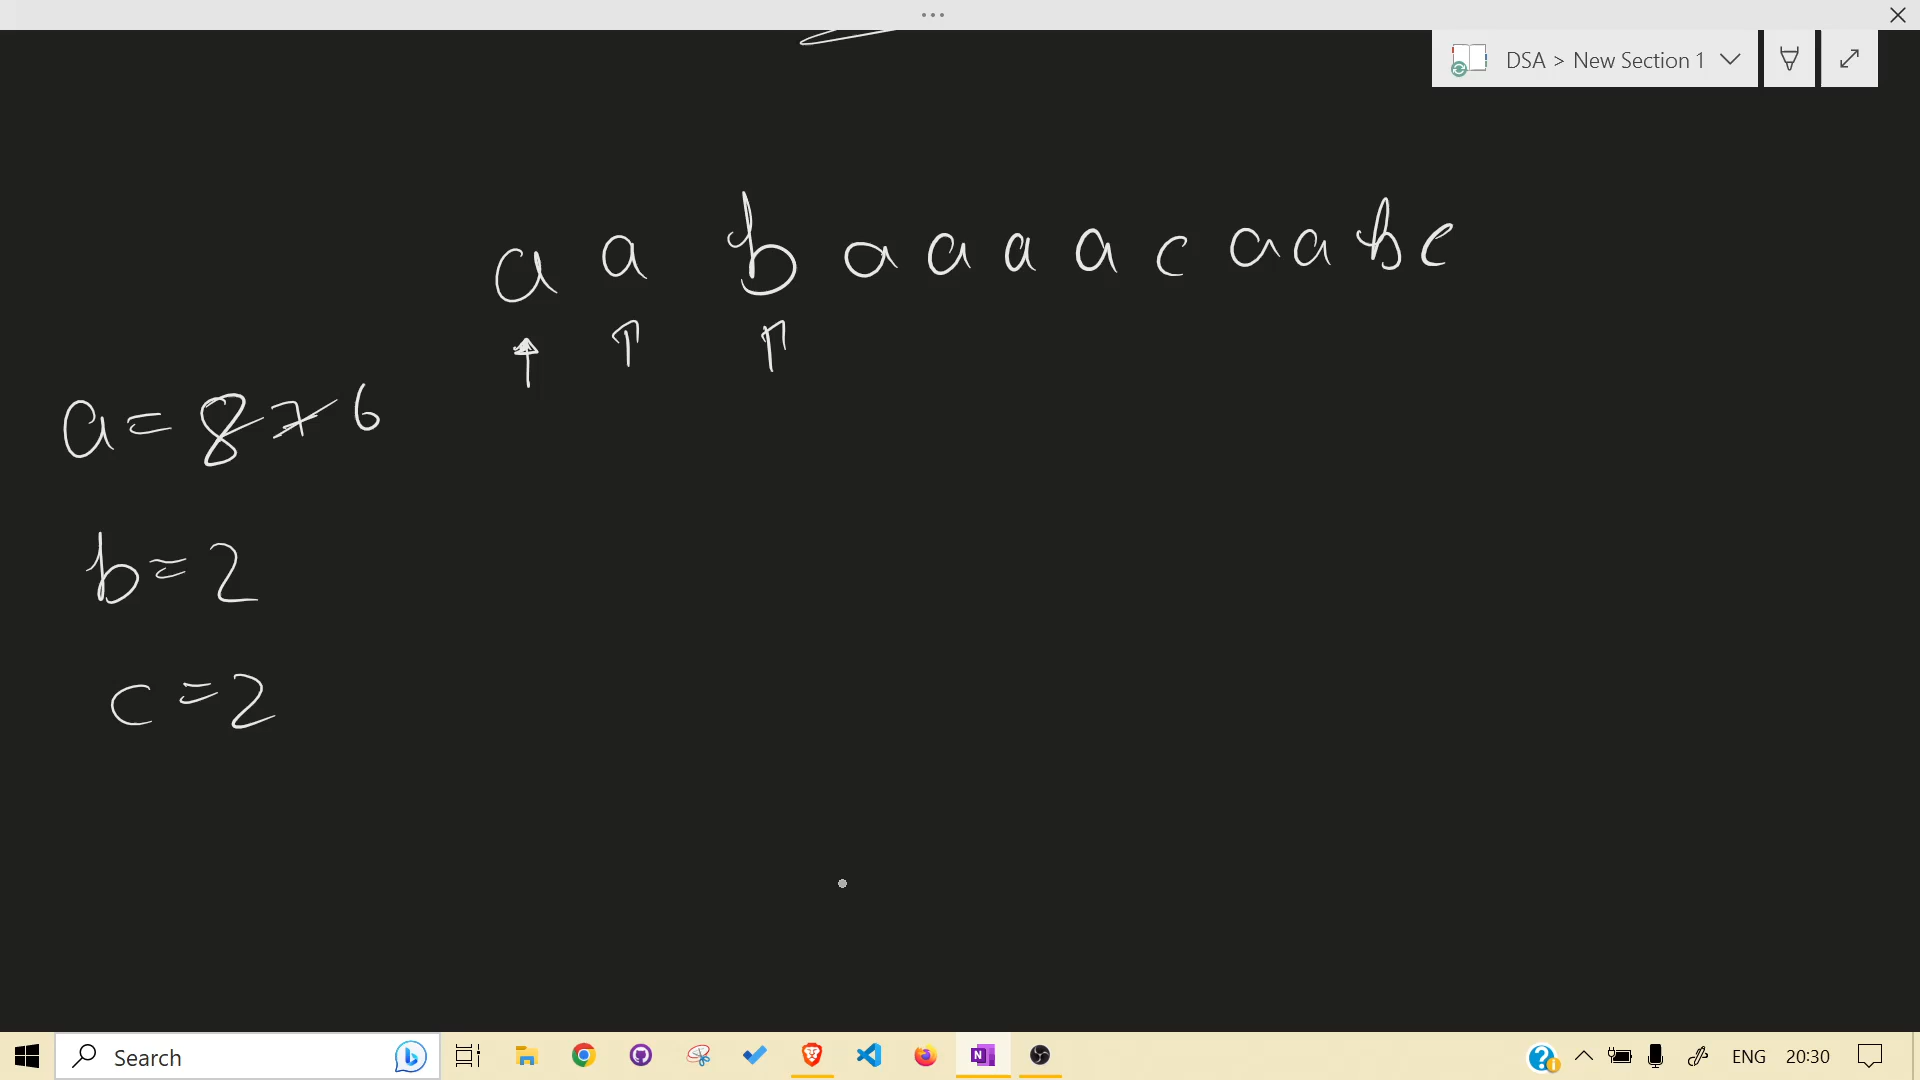 DSA > New Section 1
a a b a a a a c a a b c
a = 8 7 6
b = 2
c = 2
Search
ENG 20:30